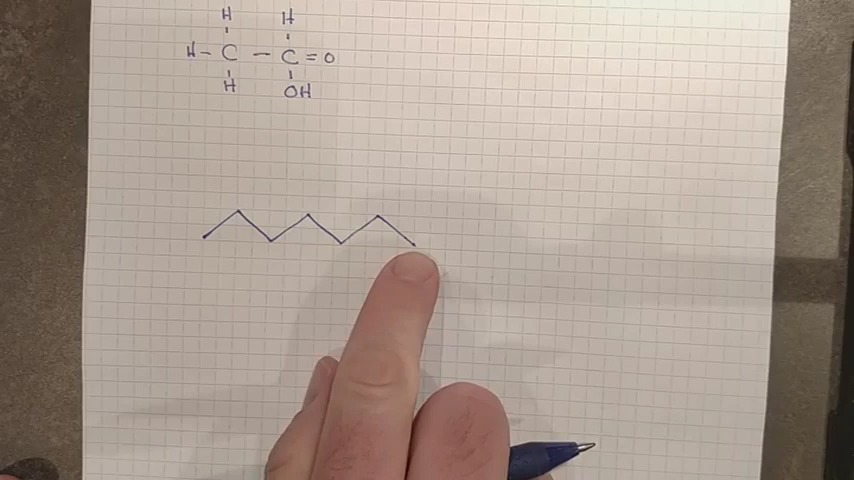 H H
H - C - C = O
H OH